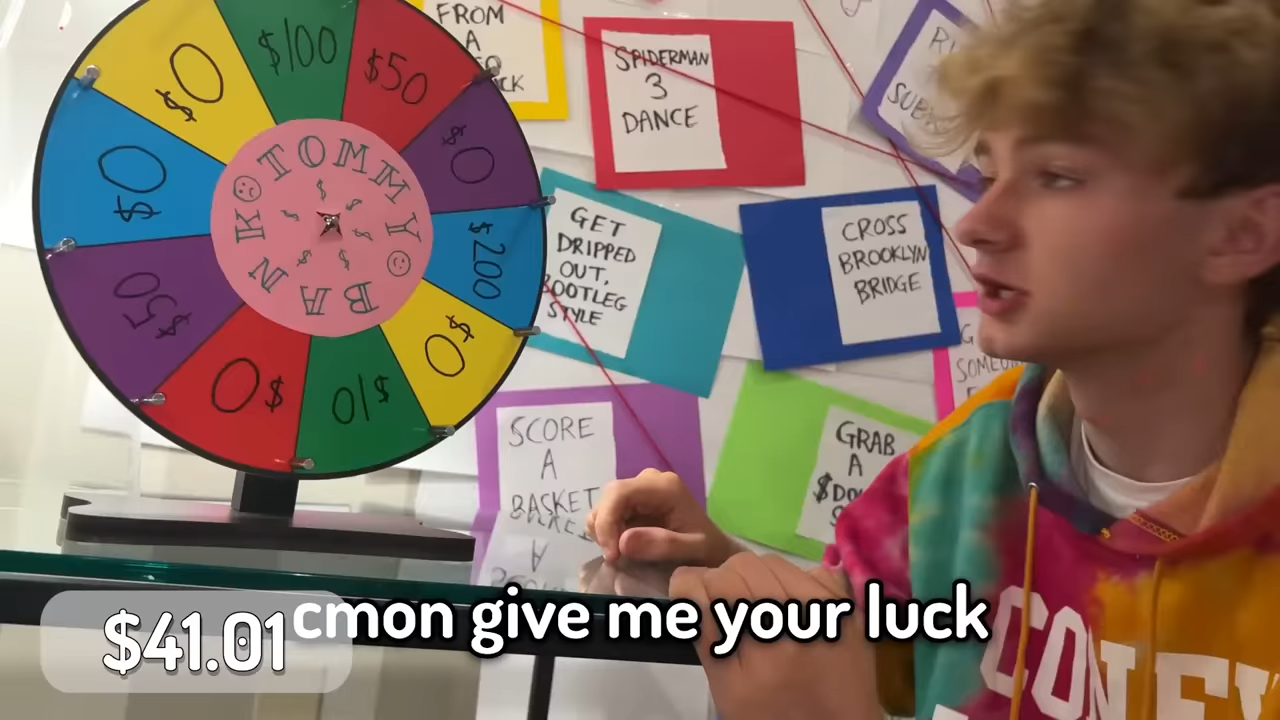 $100
$50
$0
$200
$0
$10
$0
$50
$0
$0
TOMMY
BANK
FROM
A
SPIDERMAN
3
DANCE
GET
DRIPPED
OUT,
BOOTLEG
STYLE
CROSS
BROOKLYN
BRIDGE
SCORE
A
BASKET
GRAB
A
$41.01
cmon give me your luck